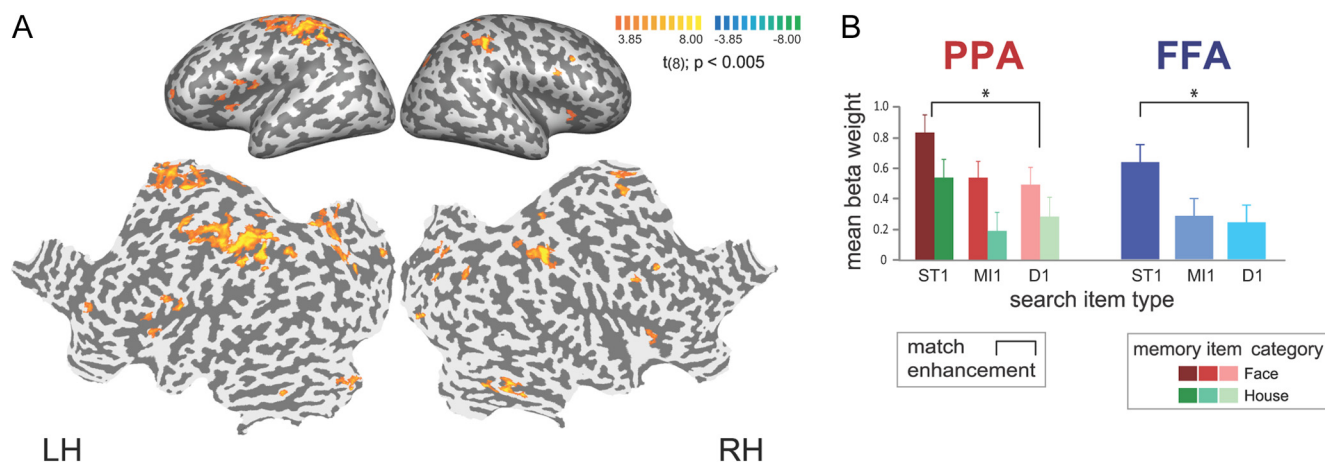 A
3.85 8.00 -3.85 -8.00
t(8); p < 0.005
LH RH
B
PPA FFA
mean beta weight
1.0
0.8
0.6
0.4
0.2
0
* *
ST1 MI1 D1 ST1 MI1 D1
search item type
match
enhancement
memory item category
Face
House